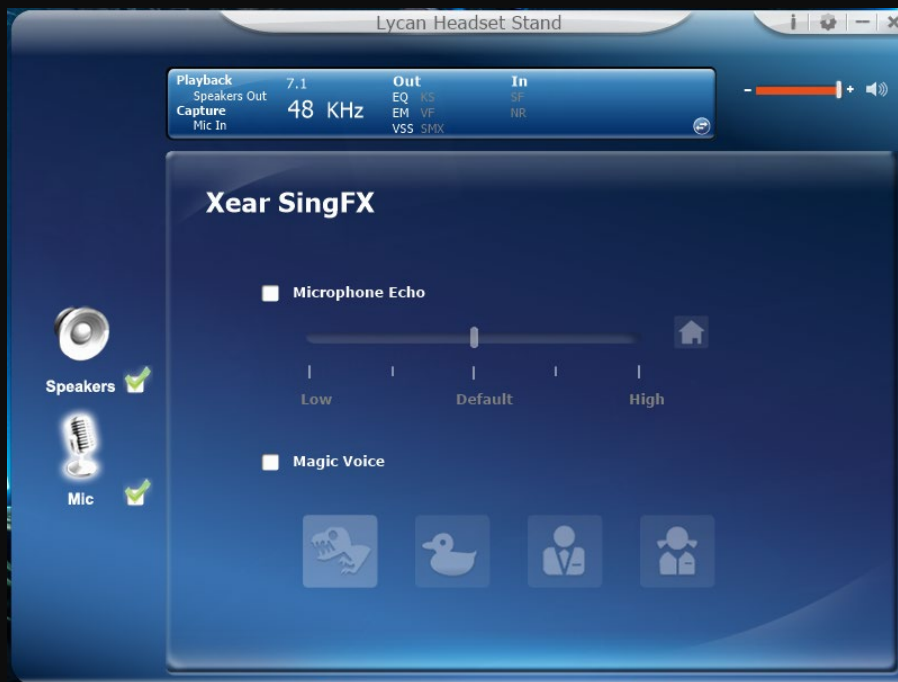 Lycan Headset Stand
Playback
Speakers Out
Capture
Mic In
7.1
48 KHz
Out
EQ KS
EM VF
VSS SMX
In
SF
NR
- +
Xear SingFX
Microphone Echo
Low Default High
Magic Voice
Speakers
Mic